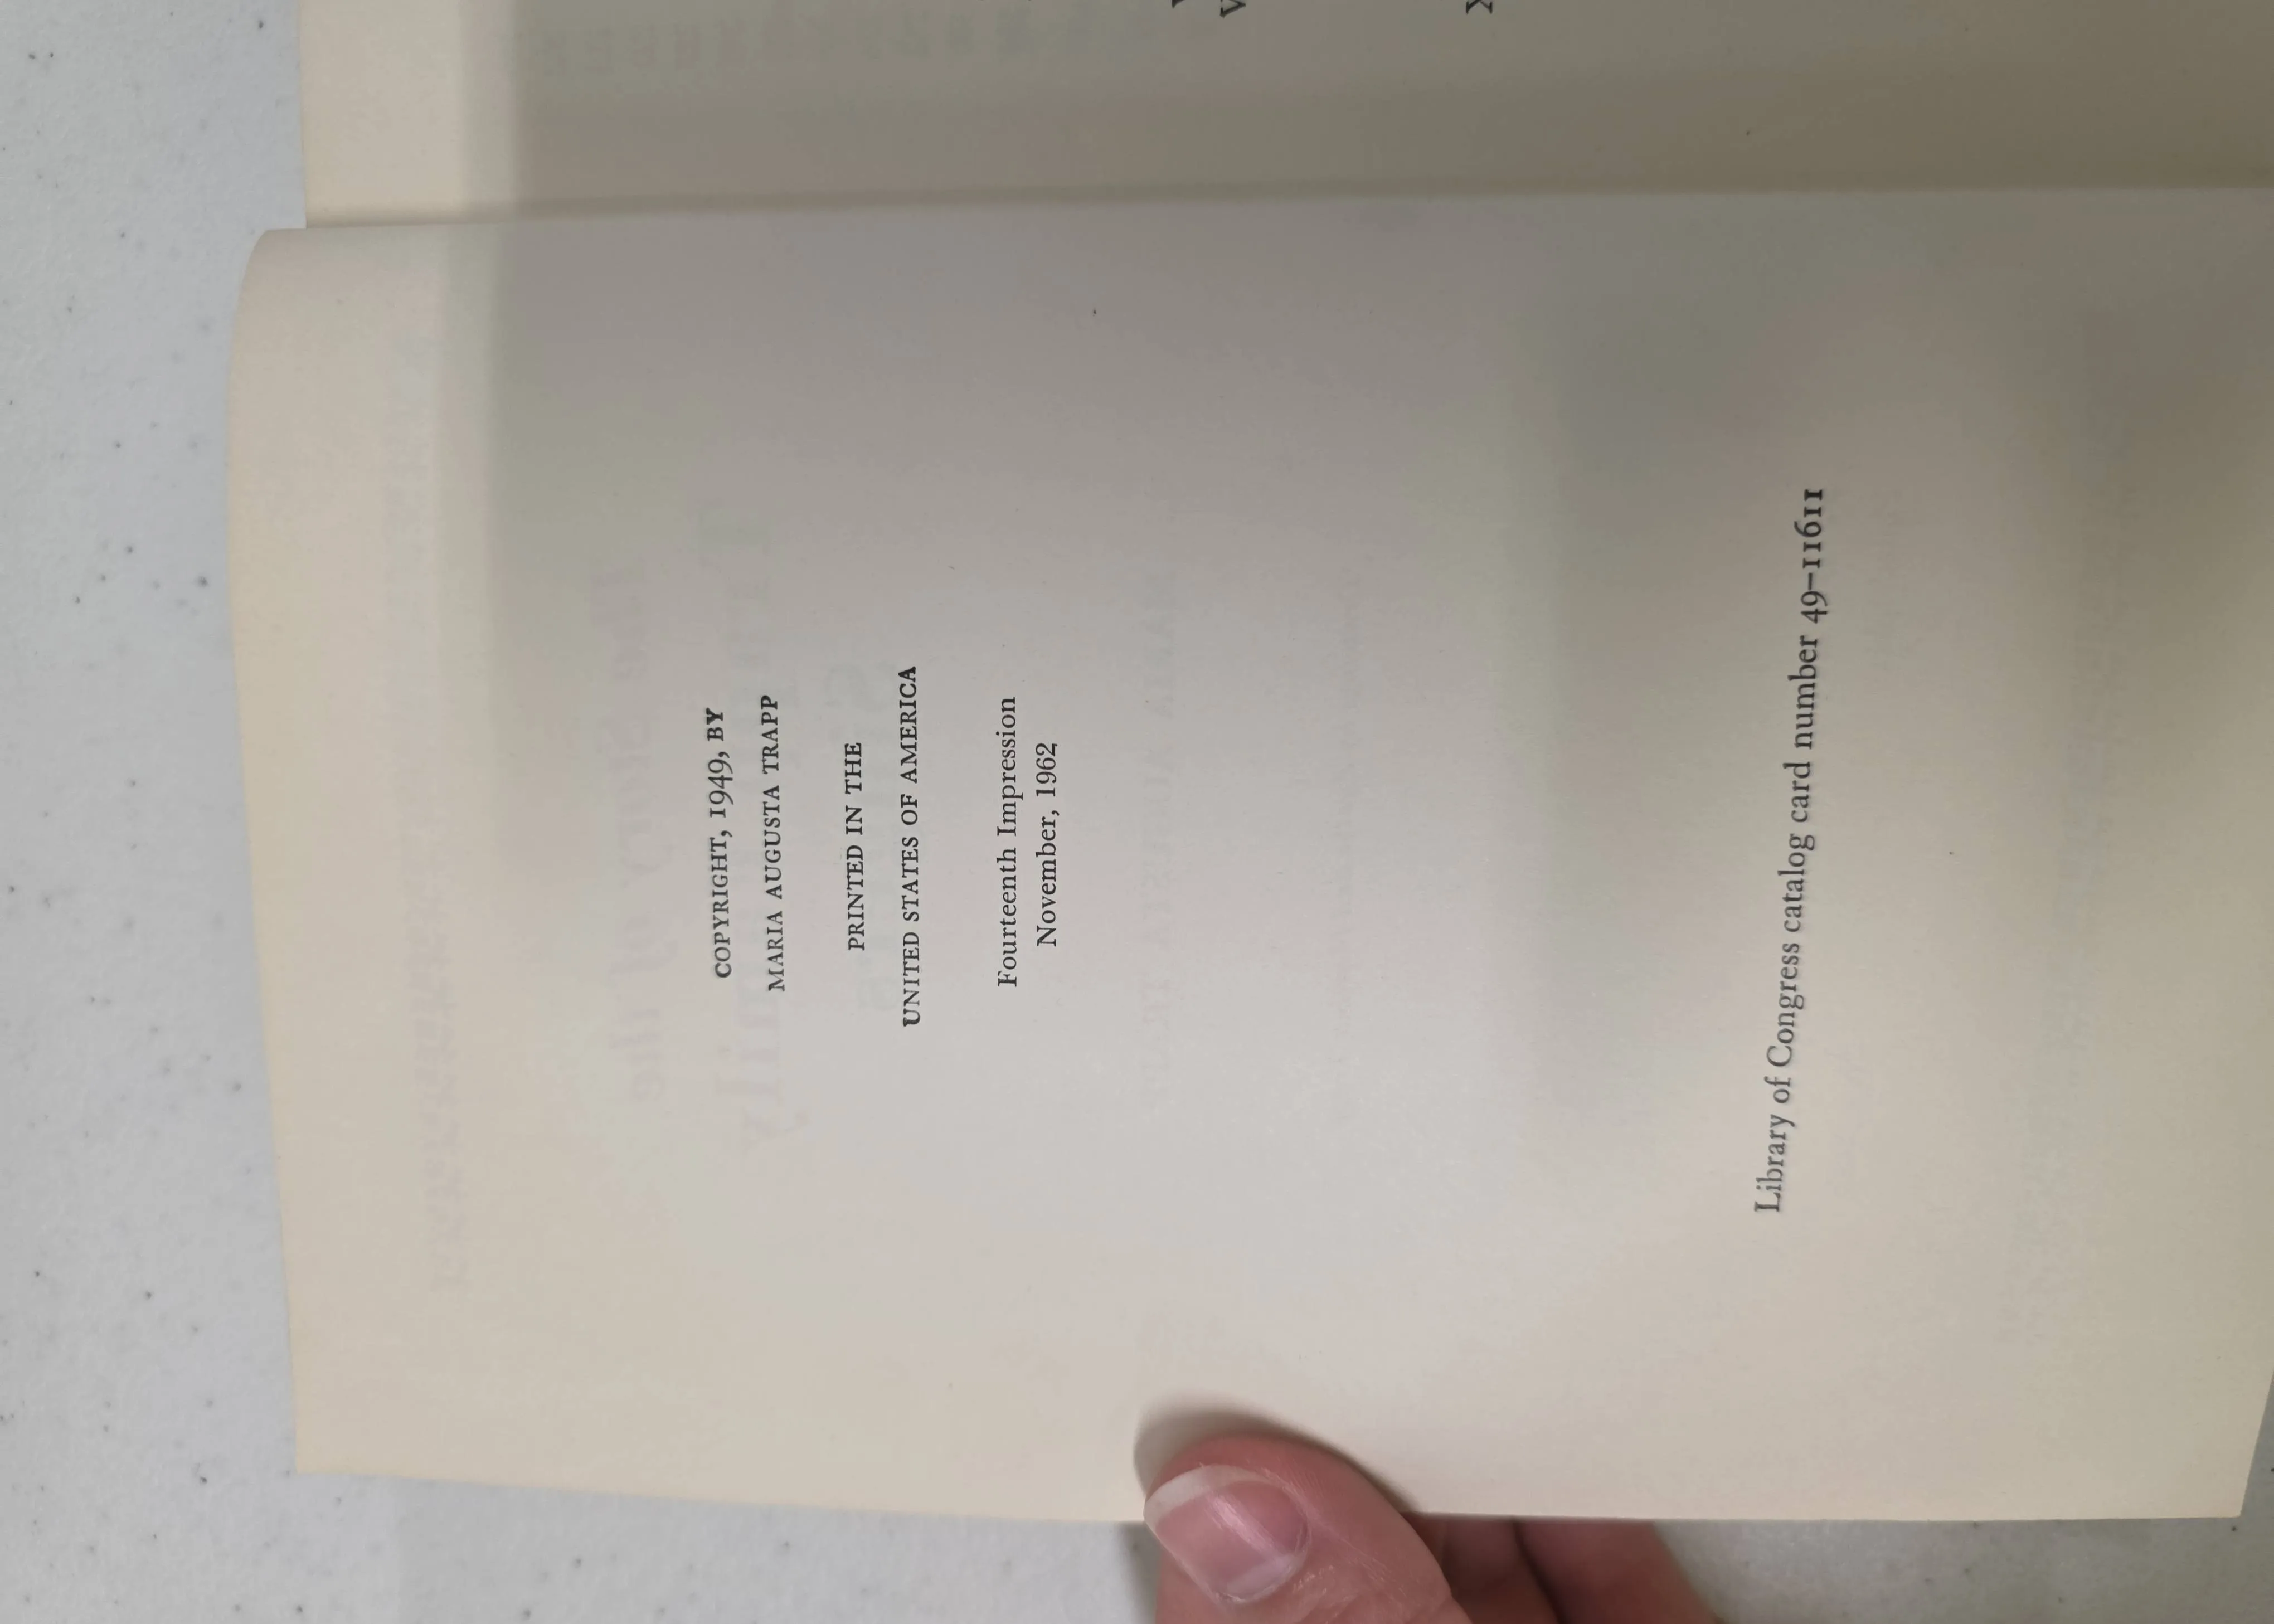 COPYRIGHT, 1949, BY
MARIA AUGUSTA TRAPP
PRINTED IN THE
UNITED STATES OF AMERICA
Fourteenth Impression
November, 1962
Library of Congress catalog card number 49–11611